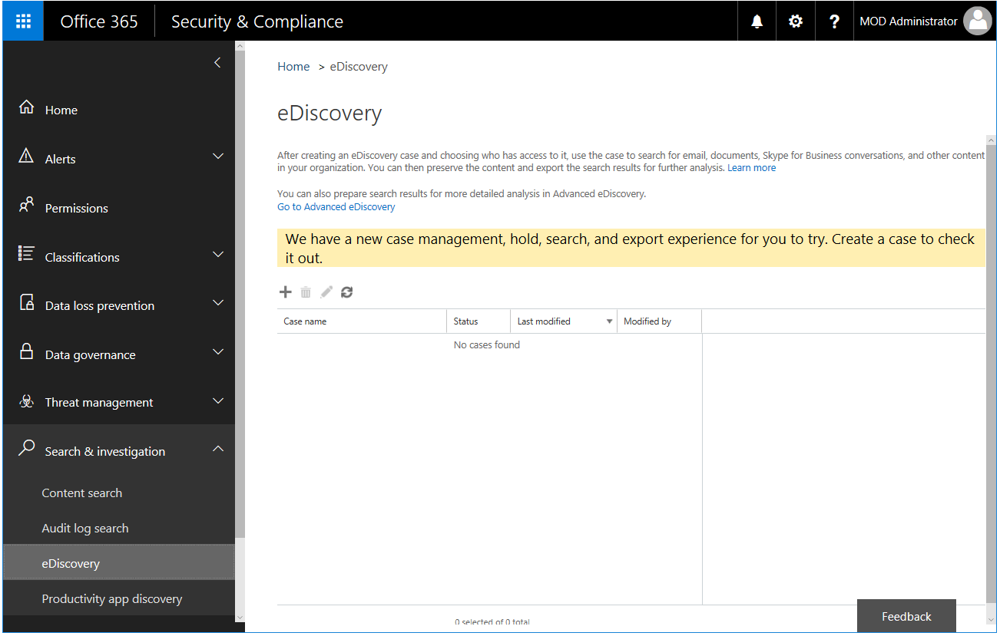 Office 365
Security & Compliance
?
MOD Administrator
Home
Alerts
Permissions
Classifications
Data loss prevention
Data governance
Threat management
Search & investigation
Content search
Audit log search
eDiscovery
Productivity app discovery
Home > eDiscovery
eDiscovery
After creating an eDiscovery case and choosing who has access to it, use the case to search for email, documents, Skype for Business conversations, and other content
in your organization. You can then preserve the content and export the search results for further analysis. Learn more
You can also prepare search results for more detailed analysis in Advanced eDiscovery.
Go to Advanced eDiscovery
We have a new case management, hold, search, and export experience for you to try. Create a case to check
it out.
Case name Status Last modified Modified by
No cases found
0 selected of 0 total
Feedback